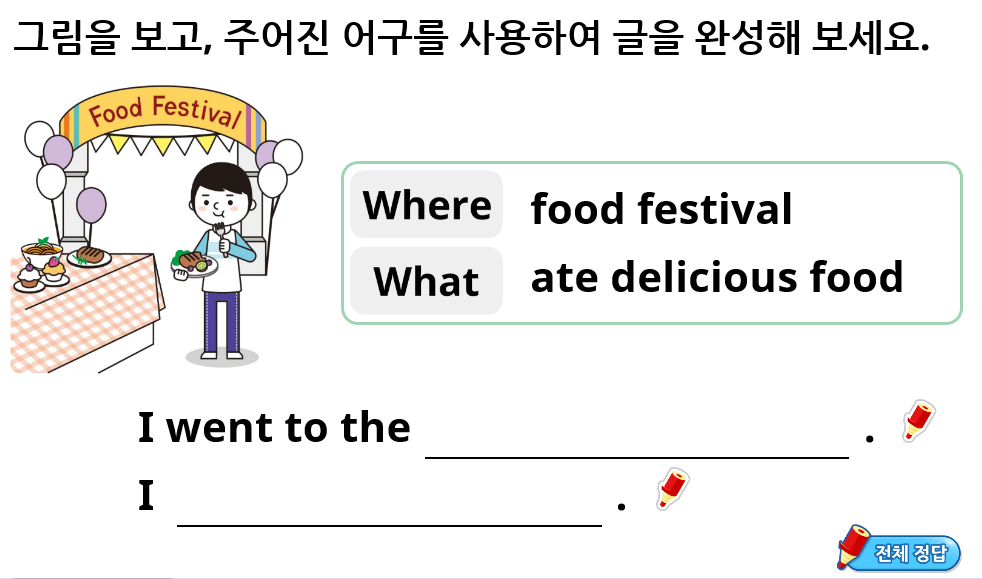 그림을 보고, 주어진 어구를 사용하여 글을 완성해 보세요.
Food Festival
Where food festival
What ate delicious food
I went to the .
I .
전체 정답